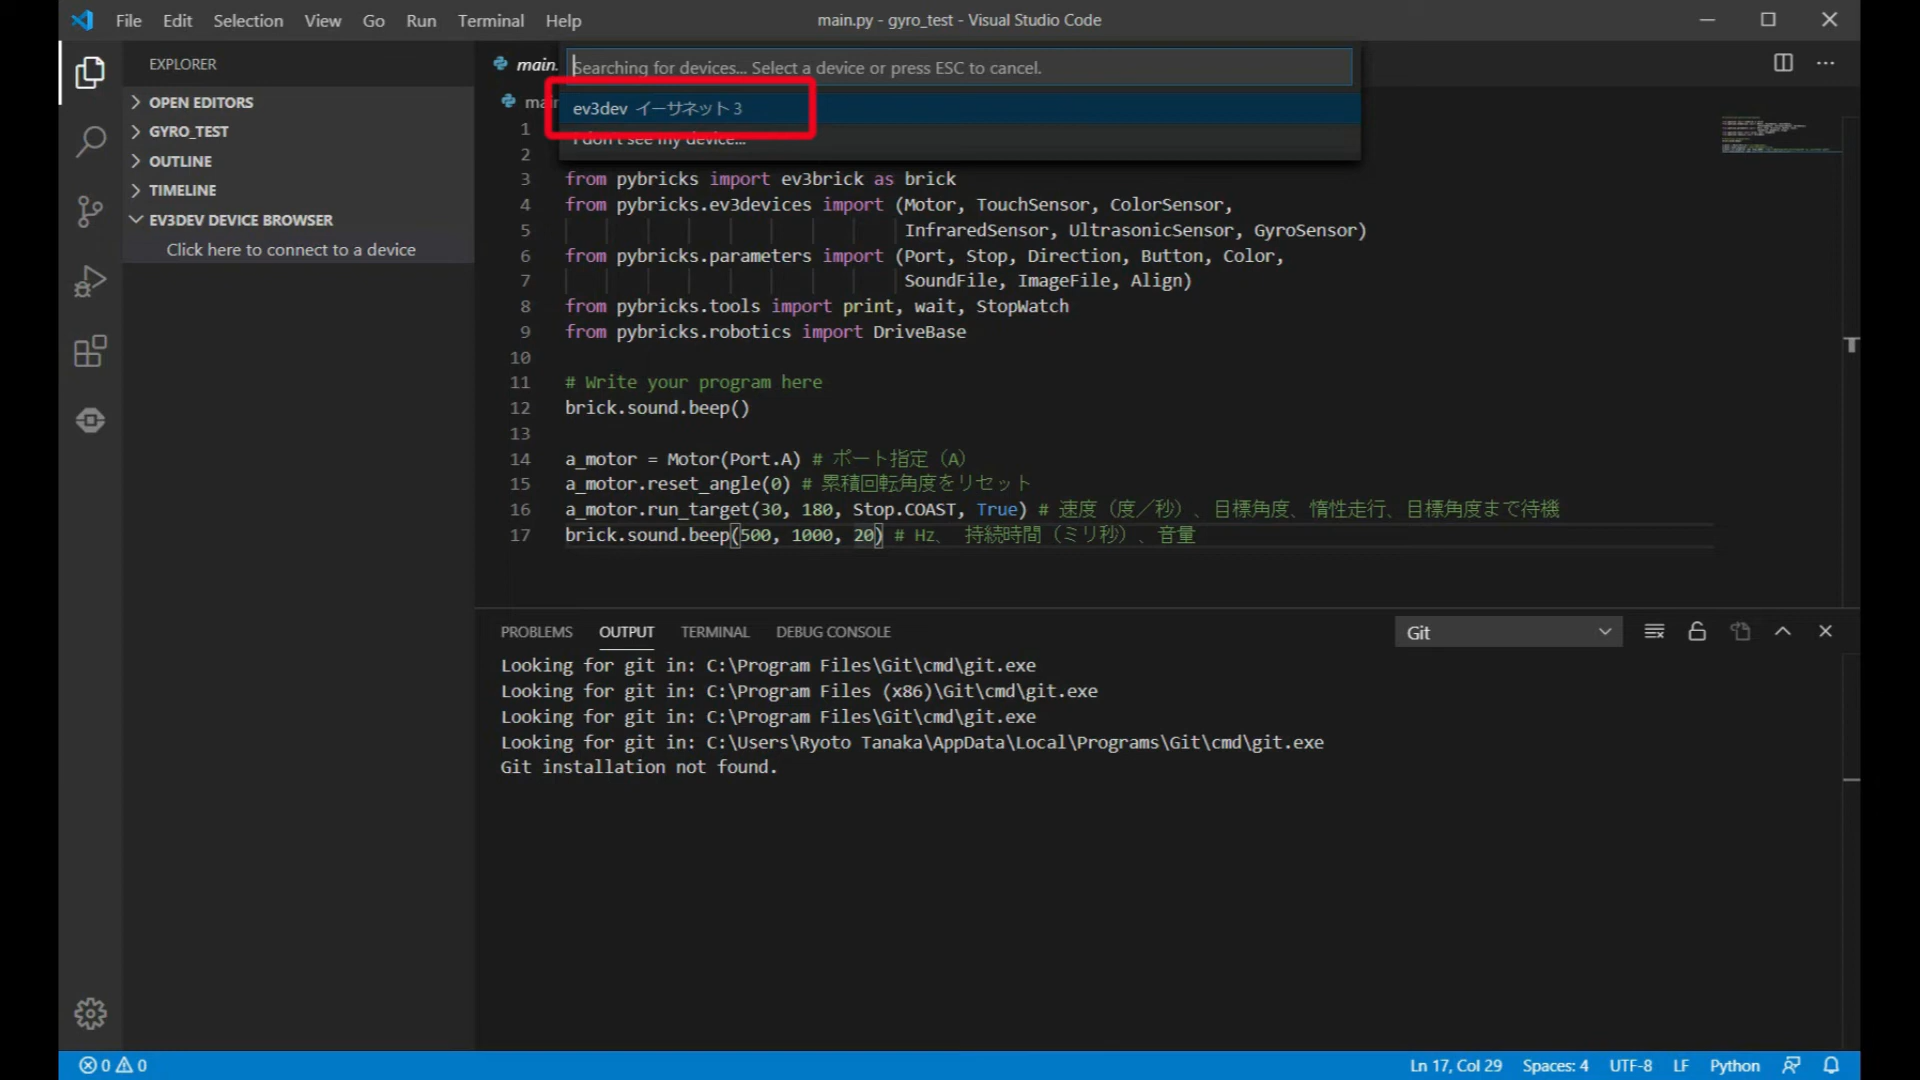 File Edit Selection View Go Run Terminal Help
main.py - gyro_test - Visual Studio Code
EXPLORER
OPEN EDITORS
GYRO_TEST
OUTLINE
TIMELINE
EV3DEV DEVICE BROWSER
Click here to connect to a device
main.
Searching for devices... Select a device or press ESC to cancel.
main
ev3dev イーサネット 3
I don't see my device...
1
2
3 from pybricks import ev3brick as brick
4 from pybricks.ev3devices import (Motor, TouchSensor, ColorSensor,
5 InfraredSensor, UltrasonicSensor, GyroSensor)
6 from pybricks.parameters import (Port, Stop, Direction, Button, Color,
7 SoundFile, ImageFile, Align)
8 from pybricks.tools import print, wait, StopWatch
9 from pybricks.robotics import DriveBase
10
11 # Write your program here
12 brick.sound.beep()
13
14 a_motor = Motor(Port.A) # ポート指定（A）
15 a_motor.reset_angle(0) # 累積回転角度をリセット
16 a_motor.run_target(30, 180, Stop.COAST, True) # 速度（度／秒）、目標角度、惰性走行、目標角度まで待機
17 brick.sound.beep(500, 1000, 20) # Hz、 持続時間（ミリ秒）、音量
PROBLEMS OUTPUT TERMINAL DEBUG CONSOLE Git
Looking for git in: C:\Program Files\Git\cmd\git.exe
Looking for git in: C:\Program Files (x86)\Git\cmd\git.exe
Looking for git in: C:\Program Files\Git\cmd\git.exe
Looking for git in: C:\Users\Ryoto Tanaka\AppData\Local\Programs\Git\cmd\git.exe
Git installation not found.
0 0 Ln 17, Col 29 Spaces: 4 UTF-8 LF Python